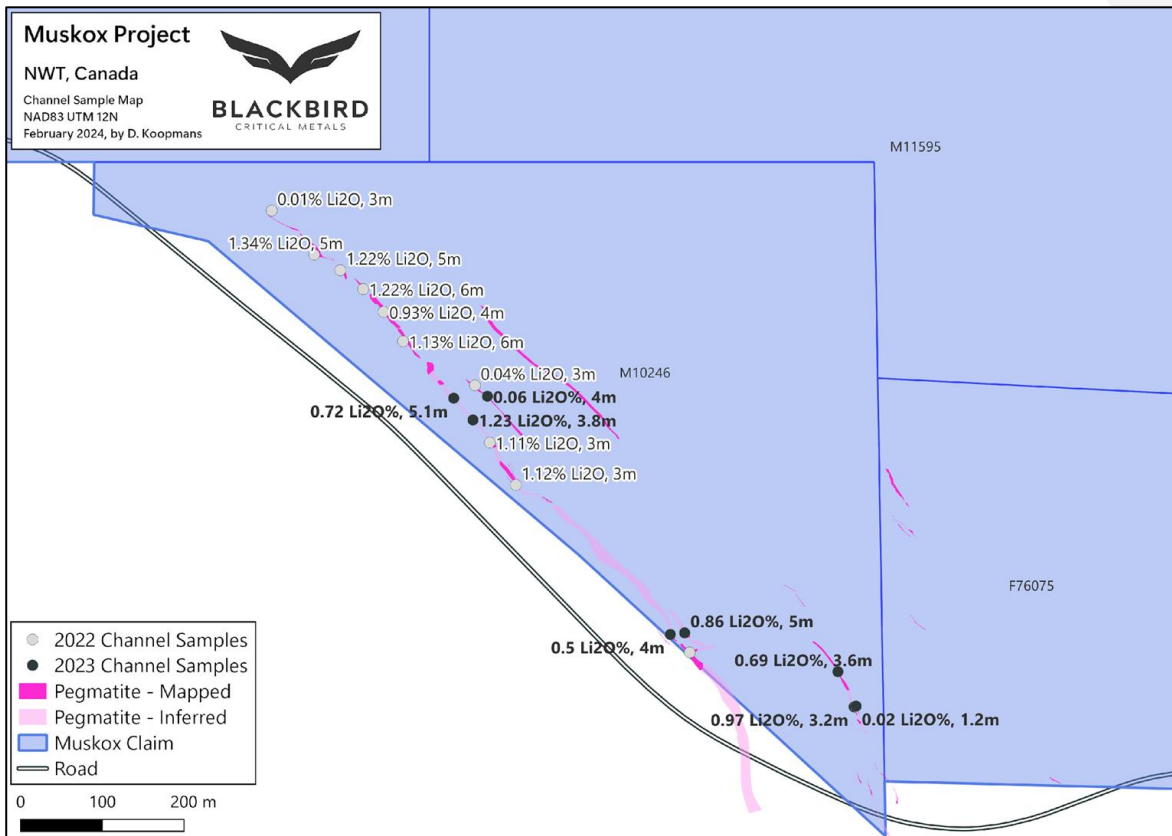 Muskox Project
NWT, Canada
Channel Sample Map
NAD83 UTM 12N
February 2024, by D. Koopmans
BLACKBIRD
CRITICAL METALS
M11595
0.01% Li2O, 3m
1.34% Li2O, 5m
1.22% Li2O, 5m
1.22% Li2O, 6m
0.93% Li2O, 4m
1.13% Li2O, 6m
0.04% Li2O, 3m
M10246
0.06 Li2O%, 4m
0.72 Li2O%, 5.1m
1.23 Li2O%, 3.8m
1.11% Li2O, 3m
1.12% Li2O, 3m
F76075
0.86 Li2O%, 5m
0.5 Li2O%, 4m
0.69 Li2O%, 3.6m
0.97 Li2O%, 3.2m
0.02 Li2O%, 1.2m
2022 Channel Samples
2023 Channel Samples
Pegmatite - Mapped
Pegmatite - Inferred
Muskox Claim
Road
0 100 200 m